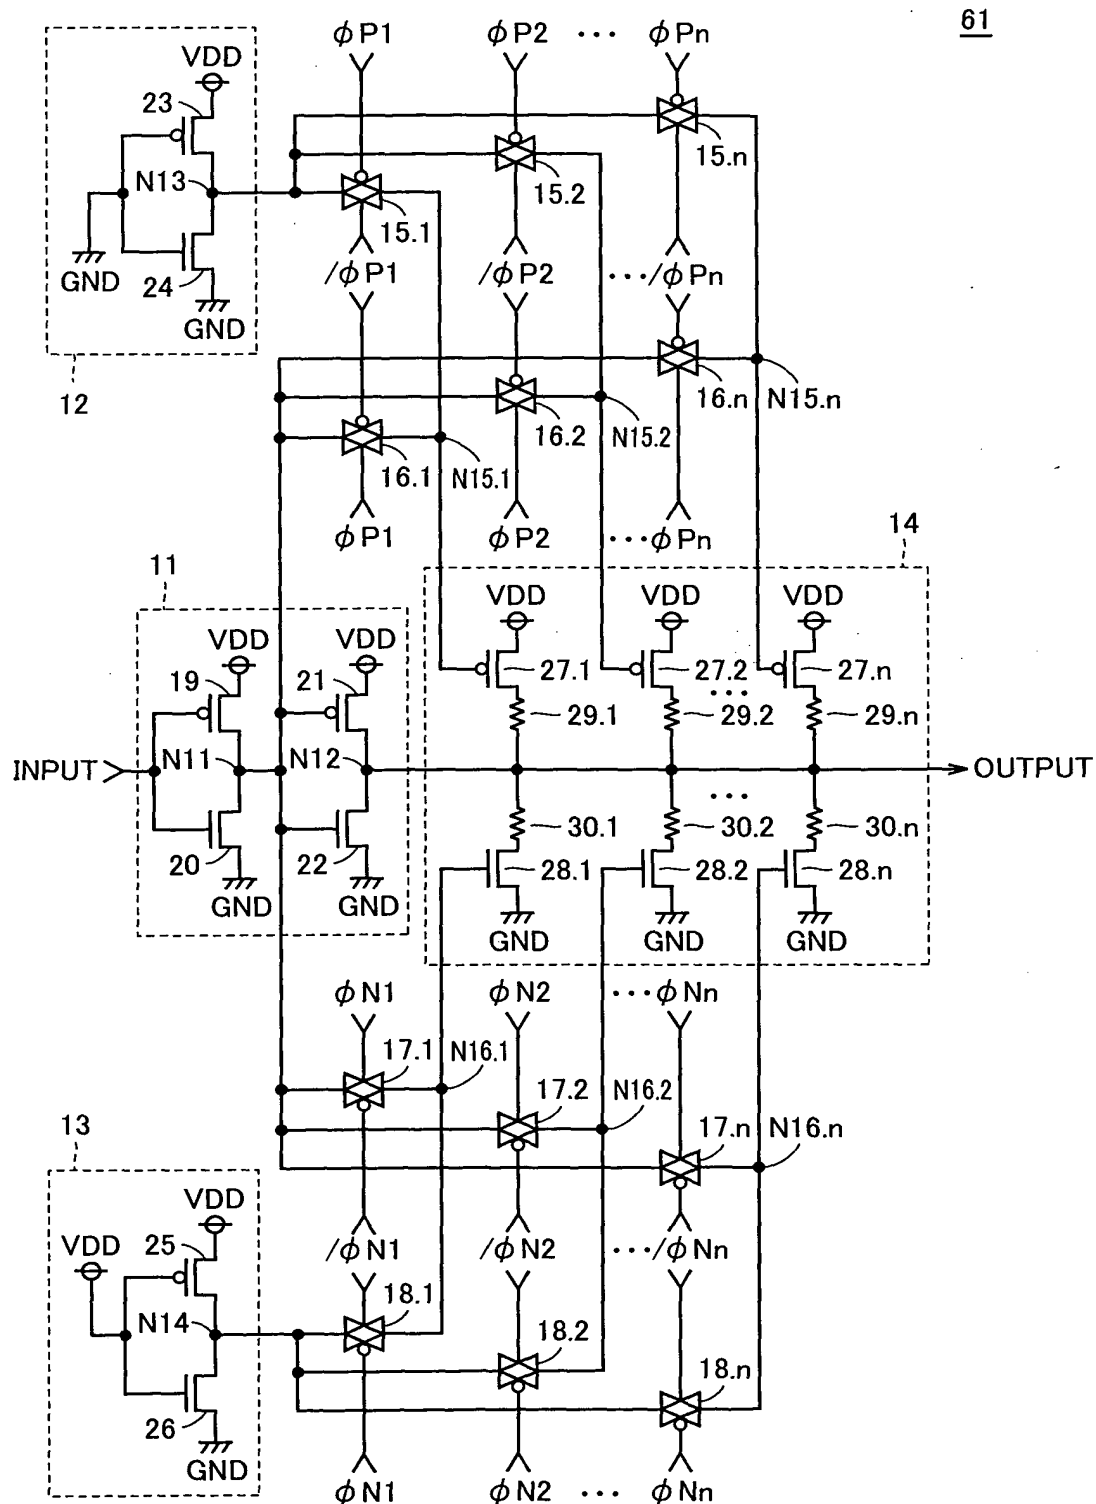 61
φP1 φP2 ··· φPn
VDD
23
N13
GND
24
GND
12
15.1
15.2
15.n
/φP1 /φP2 ···/φPn
16.1
16.2
16.n
N15.1
N15.2
N15.n
φP1 φP2 ···φPn
11
14
VDD
19
VDD
21
N11
N12
INPUT
20
22
GND
GND
VDD VDD VDD
27.1 27.2 ··· 27.n
29.1 29.2 29.n
OUTPUT
···
30.1 30.2 30.n
28.1 28.2 28.n
GND GND GND
φN1 φN2 ···φNn
17.1
N16.1
17.2
N16.2
17.n
N16.n
13
VDD
VDD
25
N14
26
GND
/φN1 /φN2 ···/φNn
18.1
18.2
18.n
φN1 φN2 ··· φNn